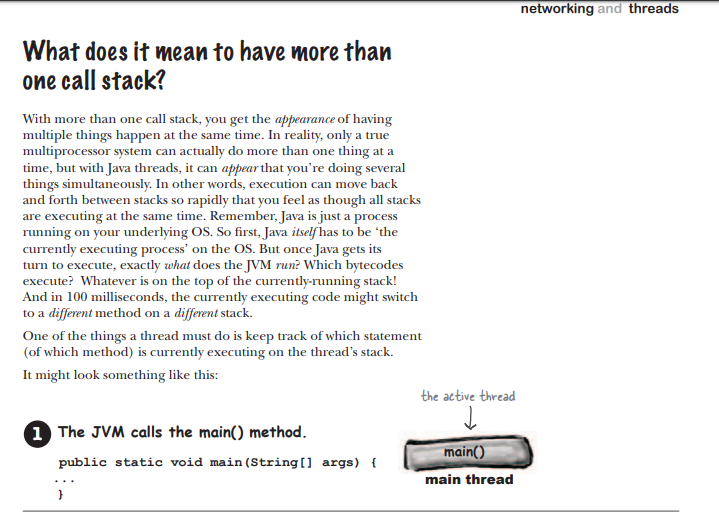 networking and threads
What does it mean to have more than
one call stack?
With more than one call stack, you get the appearance of having
multiple things happen at the same time. In reality, only a true
multiprocessor system can actually do more than one thing at a
time, but with Java threads, it can appear that you're doing several
things simultaneously. In other words, execution can move back
and forth between stacks so rapidly that you feel as though all stacks
are executing at the same time. Remember, Java is just a process
running on your underlying OS. So first, Java itself has to be 'the
currently executing process' on the OS. But once Java gets its
turn to execute, exactly what does the JVM run? Which bytecodes
execute? Whatever is on the top of the currently-running stack!
And in 100 milliseconds, the currently executing code might switch
to a different method on a different stack.
One of the things a thread must do is keep track of which statement
(of which method) is currently executing on the thread's stack.
It might look something like this:
the active thread
1 The JVM calls the main() method.
main()
public static void main(String[] args) {
main thread
...
}